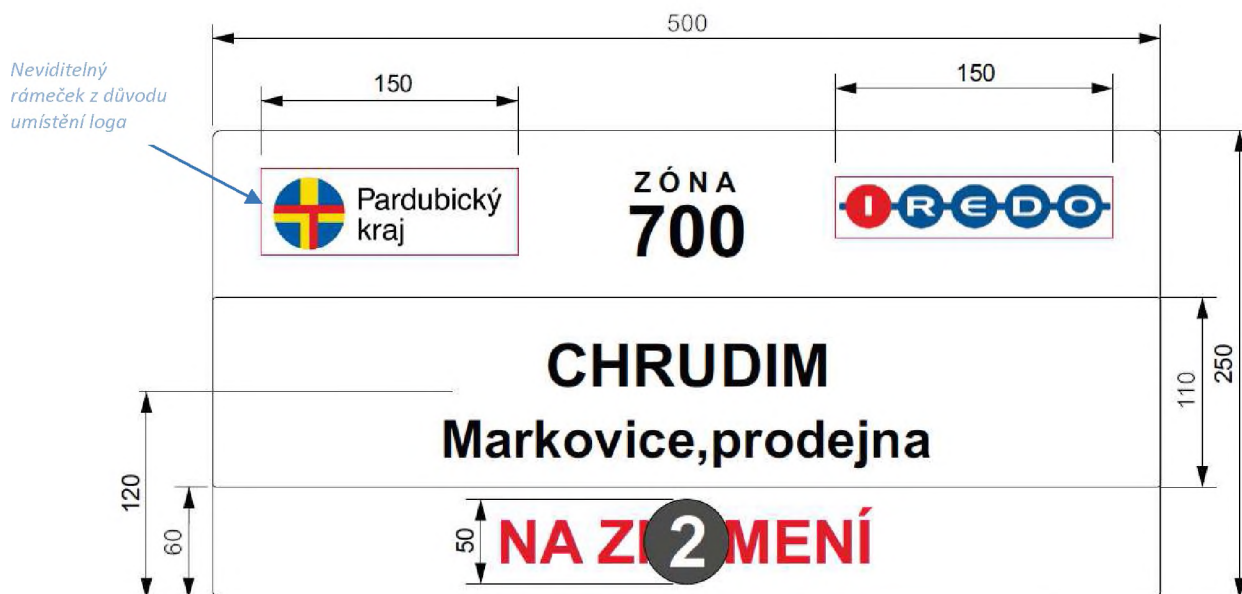 500
Neviditelný
rámeček z důvodu
umístění loga
150
150
Pardubický
kraj
ZÓNA
700
IREDO
CHRUDIM
Markovice,prodejna
110
250
120
60
50
NA 2 MENÍ